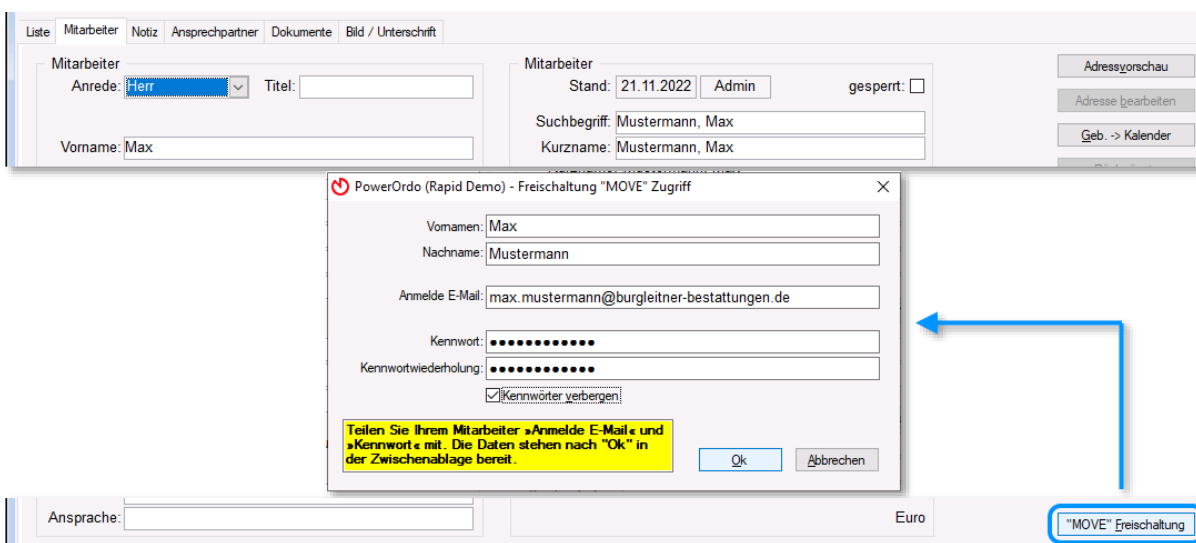 Liste Mitarbeiter Notiz Ansprechpartner Dokumente Bild / Unterschrift
Mitarbeiter
Anrede: Herr Titel:
Vorname: Max
Mitarbeiter
Stand: 21.11.2022 Admin gesperrt:
Suchbegriff: Mustermann, Max
Kurzname: Mustermann, Max
Adressvorschau
Adresse bearbeiten
Geb. -> Kalender
PowerOrdo (Rapid Demo) - Freischaltung "MOVE" Zugriff
Vornamen: Max
Nachname: Mustermann
Anmelde E-Mail: max.mustermann@burgleitner-bestattungen.de
Kennwort: ●●●●●●●●●●●●
Kennwortwiederholung: ●●●●●●●●●●●●
Kennwörter verbergen
Teilen Sie Ihrem Mitarbeiter »Anmelde E-Mail« und
»Kennwort« mit. Die Daten stehen nach "Ok" in
der Zwischenablage bereit.
Ok Abbrechen
Ansprache:
Euro
"MOVE" Freischaltung